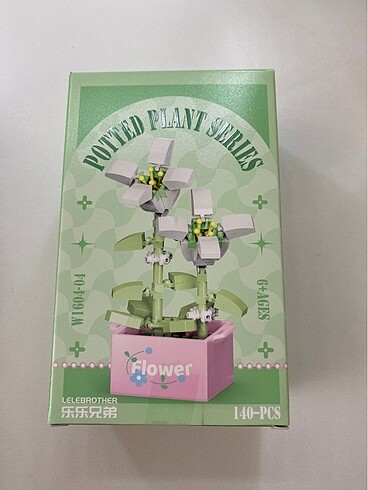 POTTED PLANT SERIES
W1604-04
6+AGES
Flower
LELEBROTHER
乐乐兄弟
140-PCS